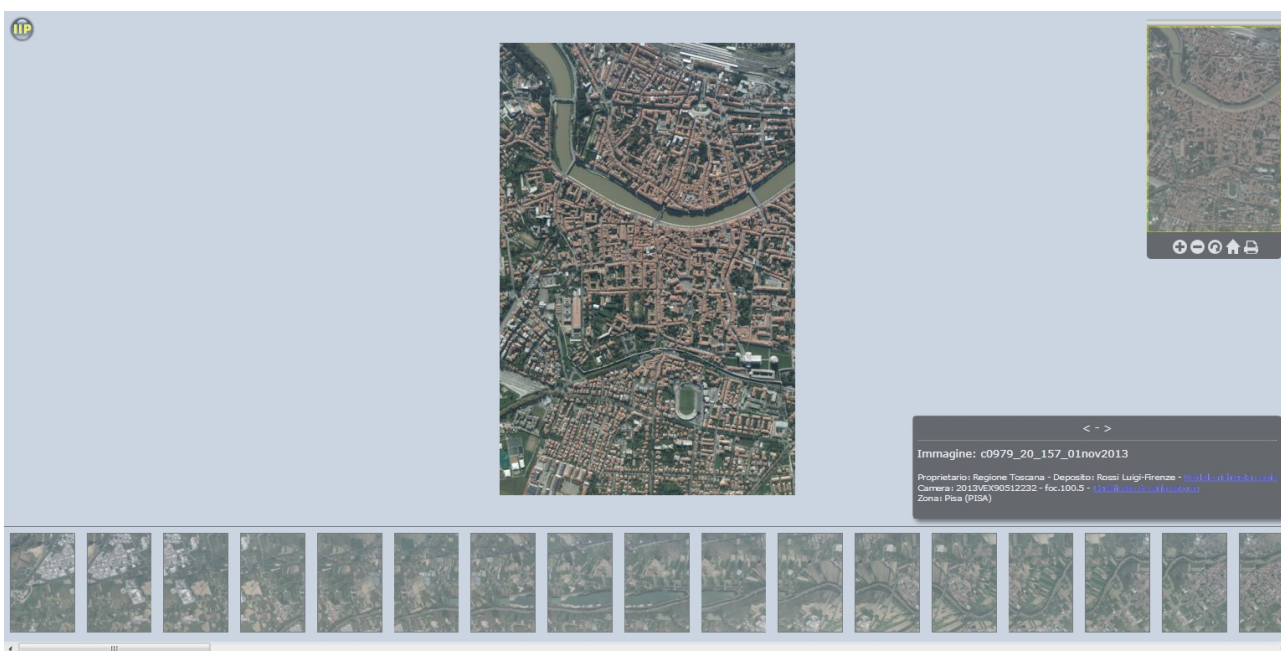 IIP
< - >
Immagine: c0979_20_157_01nov2013
Proprietario: Regione Toscana - Deposito: Rossi Luigi-Firenze -
Camera: 2013VEX90512232 - foc.100.5 -
Zona: Pisa (PISA)